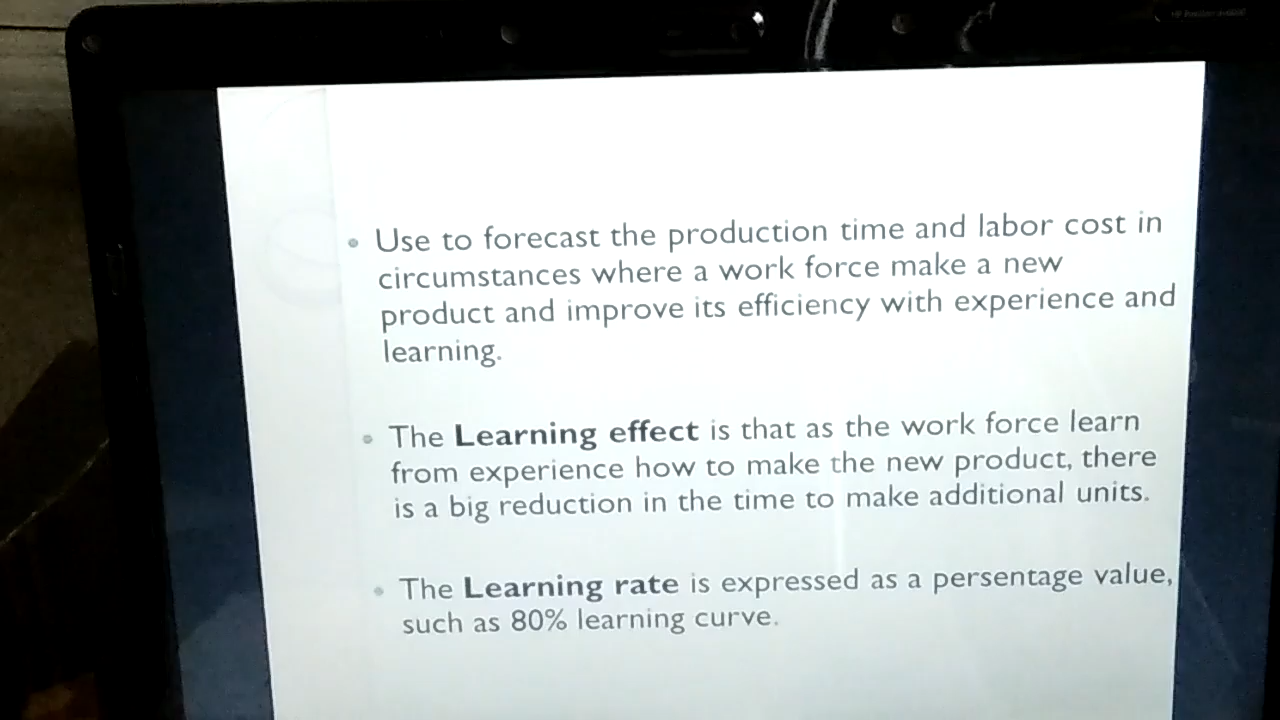 • Use to forecast the production time and labor cost in
circumstances where a work force make a new
product and improve its efficiency with experience and
learning.
• The Learning effect is that as the work force learn
from experience how to make the new product, there
is a big reduction in the time to make additional units.
• The Learning rate is expressed as a persentage value,
such as 80% learning curve.